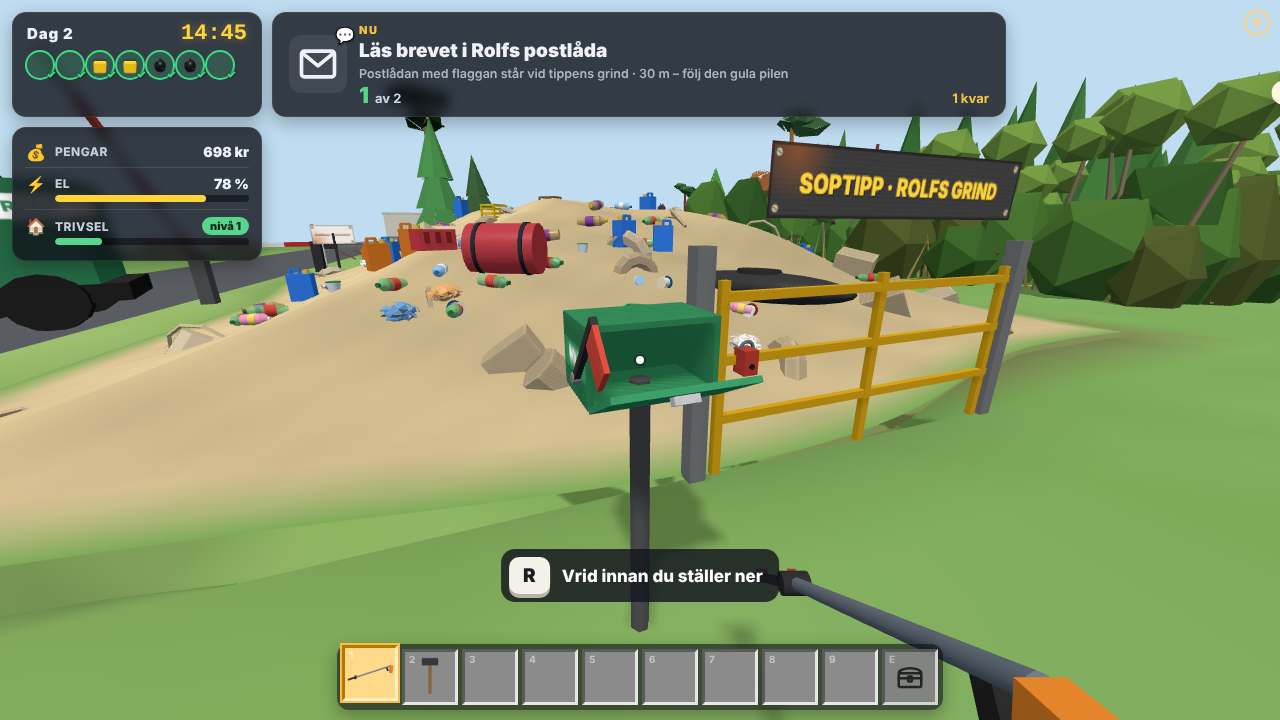 Dag 2
14:45
NU
Läs brevet i Rolfs postlåda
Postlådan med flaggan står vid tippens grind · 30 m – följ den gula pilen
1 av 2
1 kvar
PENGAR
698 kr
EL
78 %
TRIVSEL
nivå 1
SOPTIPP · ROLFS GRIND
R
Vrid innan du ställer ner
2
3
4
5
6
7
8
9
E